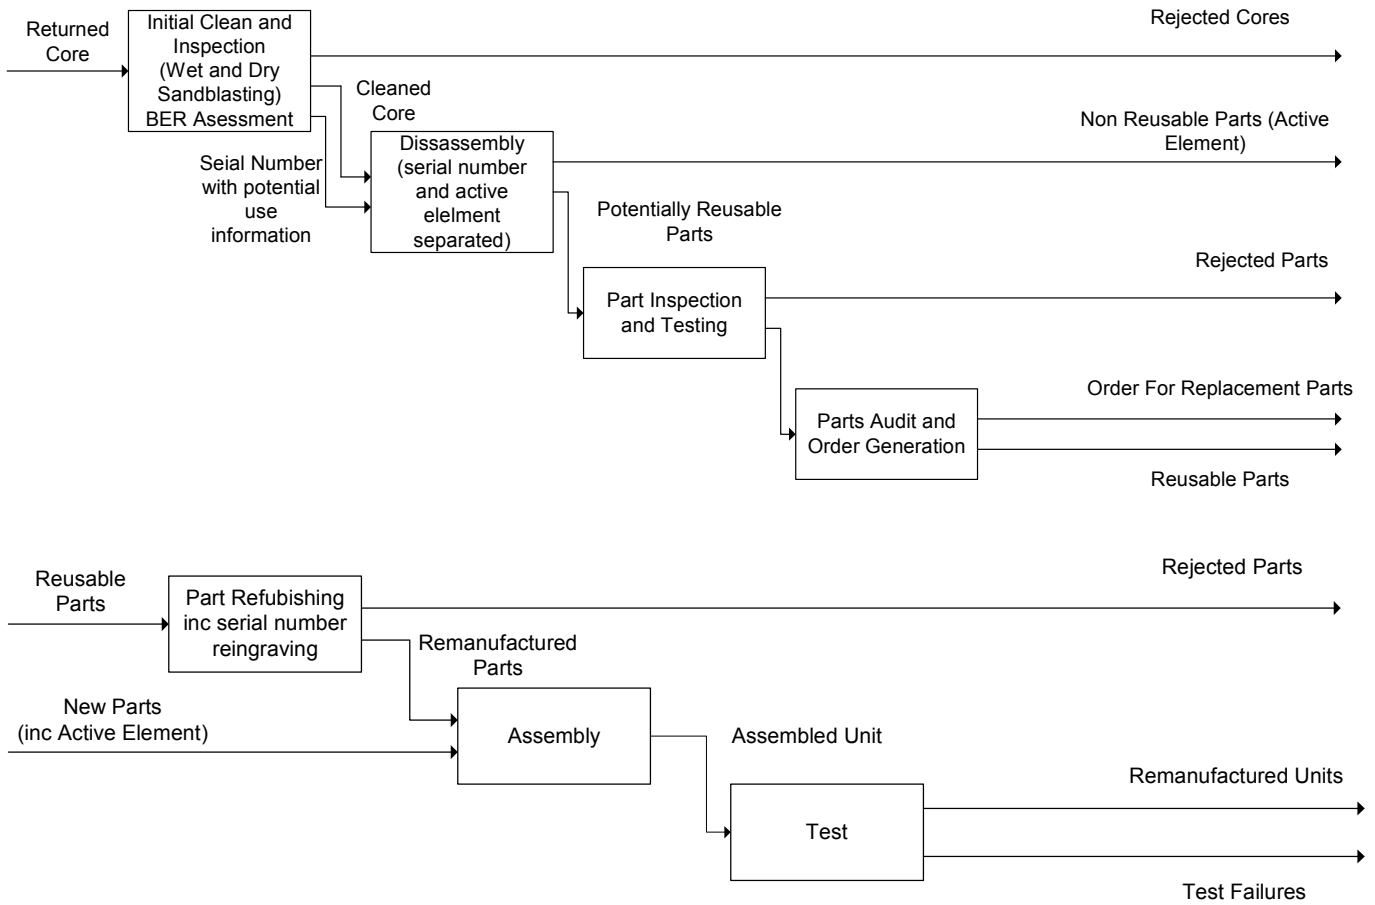 Returned
Core
Initial Clean and
Inspection
(Wet and Dry
Sandblasting)
BER Asessment
Rejected Cores
Cleaned
Core
Seial Number
with potential
use
information
Dissassembly
(serial number
and active
elelment
separated)
Non Reusable Parts (Active
Element)
Potentially Reusable
Parts
Part Inspection
and Testing
Rejected Parts
Parts Audit and
Order Generation
Order For Replacement Parts
Reusable Parts
Reusable
Parts
Part Refubishing
inc serial number
reingraving
Rejected Parts
Remanufactured
Parts
New Parts
(inc Active Element)
Assembly
Assembled Unit
Test
Remanufactured Units
Test Failures